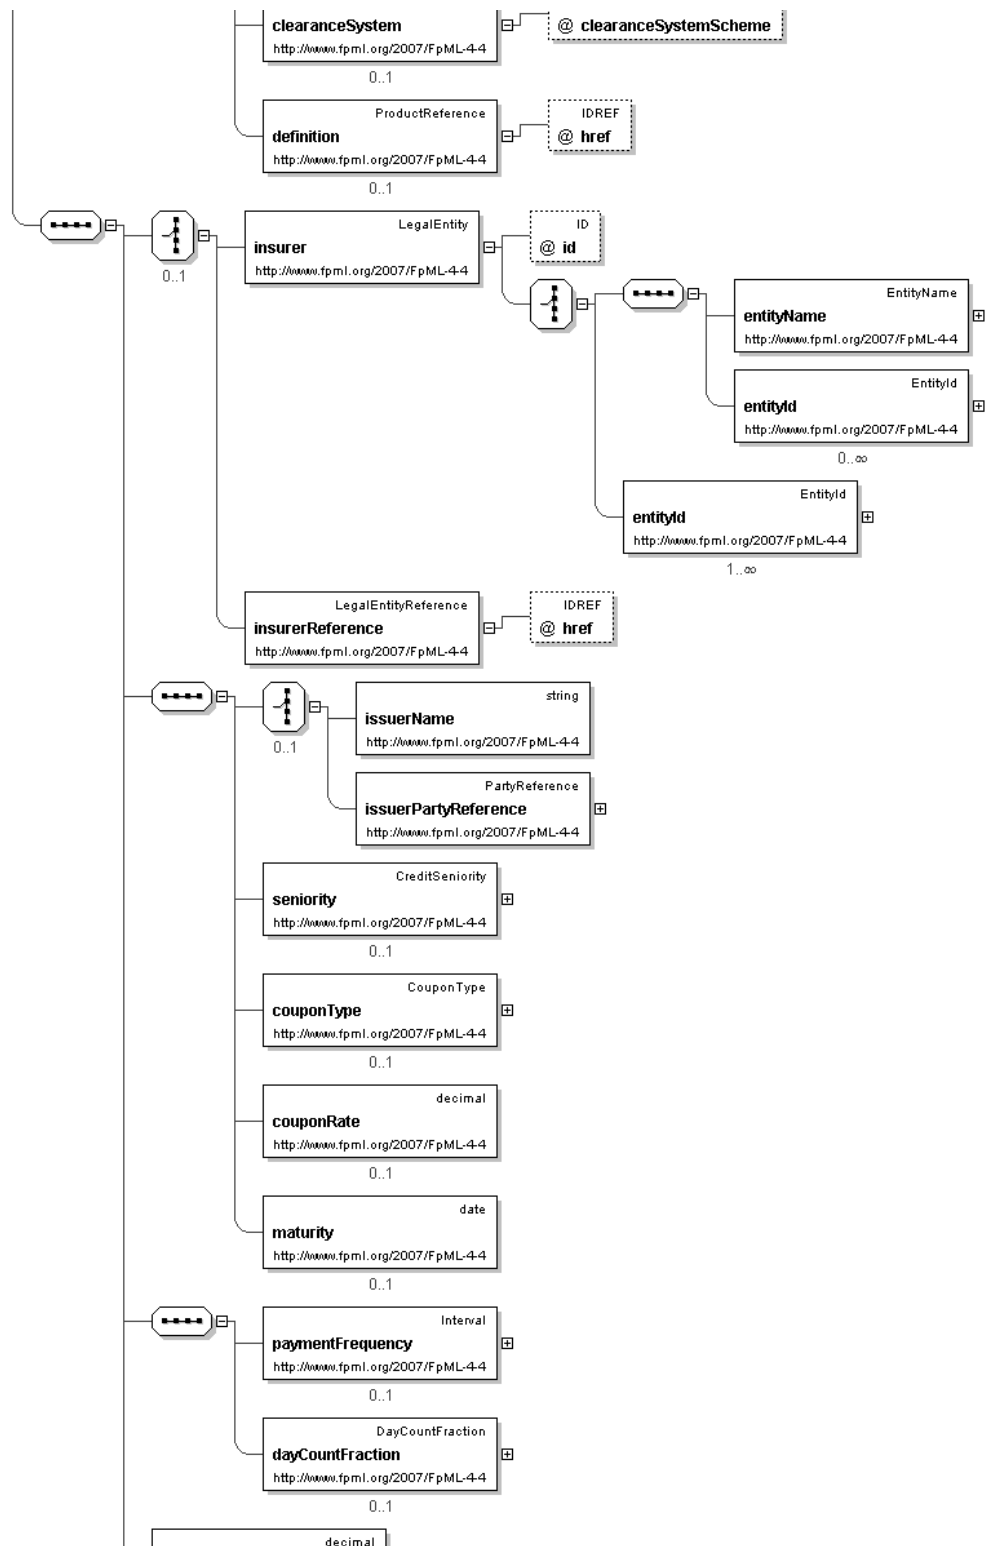 clearanceSystem
@ clearanceSystemScheme
http://www.fpml.org/2007/FpML-4-4
0..1
ProductReference
definition
http://www.fpml.org/2007/FpML-4-4
0..1
IDREF
@ href
0..1
LegalEntity
insurer
http://www.fpml.org/2007/FpML-4-4
ID
@ id
EntityName
entityName
http://www.fpml.org/2007/FpML-4-4
EntityId
entityId
http://www.fpml.org/2007/FpML-4-4
0..∞
EntityId
entityId
http://www.fpml.org/2007/FpML-4-4
1..∞
LegalEntityReference
insurerReference
http://www.fpml.org/2007/FpML-4-4
IDREF
@ href
0..1
string
issuerName
http://www.fpml.org/2007/FpML-4-4
PartyReference
issuerPartyReference
http://www.fpml.org/2007/FpML-4-4
CreditSeniority
seniority
http://www.fpml.org/2007/FpML-4-4
0..1
CouponType
couponType
http://www.fpml.org/2007/FpML-4-4
0..1
decimal
couponRate
http://www.fpml.org/2007/FpML-4-4
0..1
date
maturity
http://www.fpml.org/2007/FpML-4-4
0..1
Interval
paymentFrequency
http://www.fpml.org/2007/FpML-4-4
0..1
DayCountFraction
dayCountFraction
http://www.fpml.org/2007/FpML-4-4
0..1
decimal